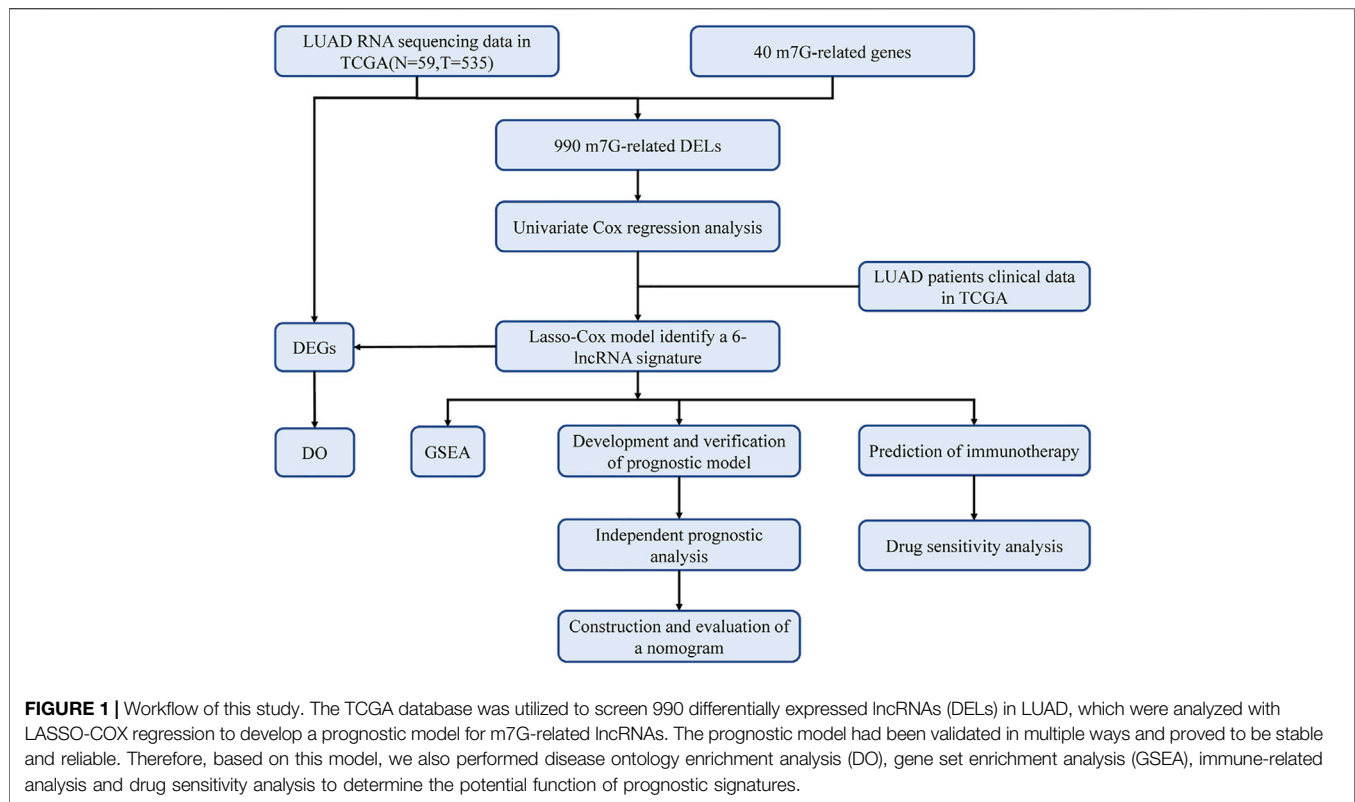 LUAD RNA sequencing data in
TCGA(N=59,T=535)
40 m7G-related genes
990 m7G-related DELs
Univariate Cox regression analysis
LUAD patients clinical data
in TCGA
DEGs
Lasso-Cox model identify a 6-
lncRNA signature
DO
GSEA
Development and verification
of prognostic model
Prediction of immunotherapy
Independent prognostic
analysis
Drug sensitivity analysis
Construction and evaluation of
a nomogram
FIGURE 1 | Workflow of this study. The TCGA database was utilized to screen 990 differentially expressed lncRNAs (DELs) in LUAD, which were analyzed with
LASSO-COX regression to develop a prognostic model for m7G-related lncRNAs. The prognostic model had been validated in multiple ways and proved to be stable
and reliable. Therefore, based on this model, we also performed disease ontology enrichment analysis (DO), gene set enrichment analysis (GSEA), immune-related
analysis and drug sensitivity analysis to determine the potential function of prognostic signatures.